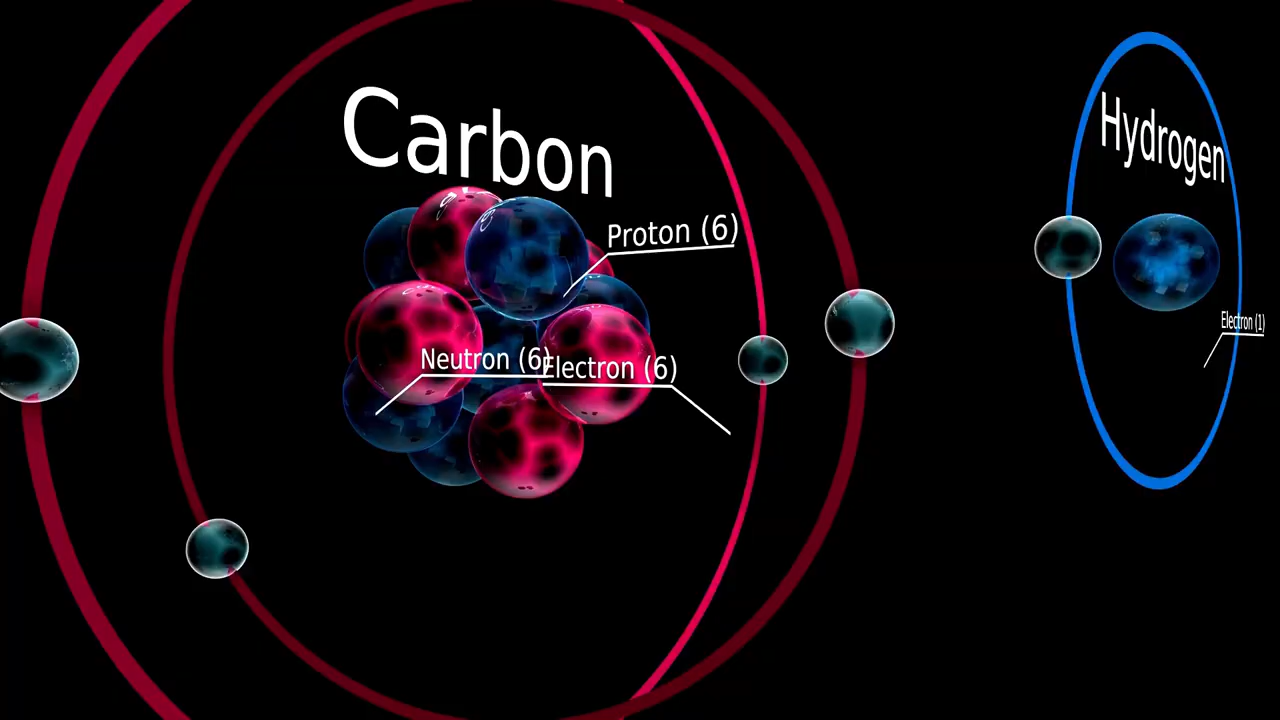 Carbon
Proton (6)
Neutron (6)
Electron (6)
Hydrogen
Electron (1)